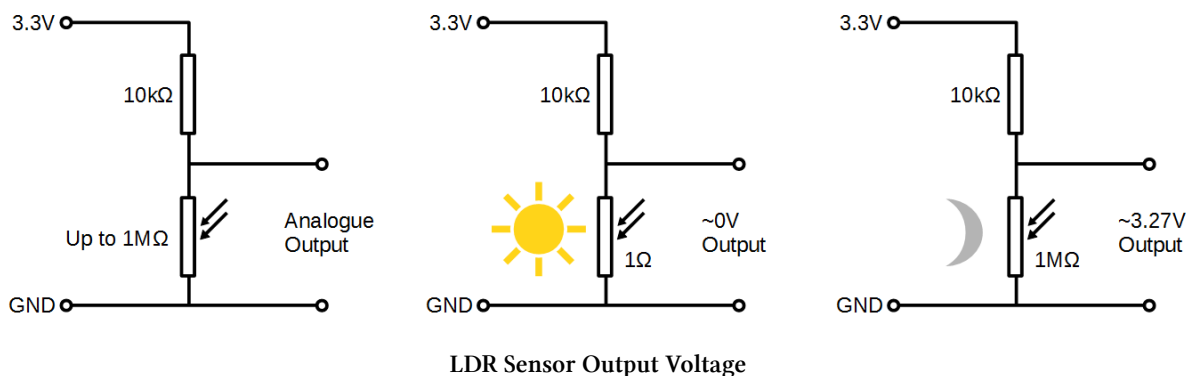 3.3V
10kΩ
Up to 1MΩ
Analogue
Output
GND
3.3V
10kΩ
1Ω
~0V
Output
GND
3.3V
10kΩ
1MΩ
~3.27V
Output
GND
LDR Sensor Output Voltage